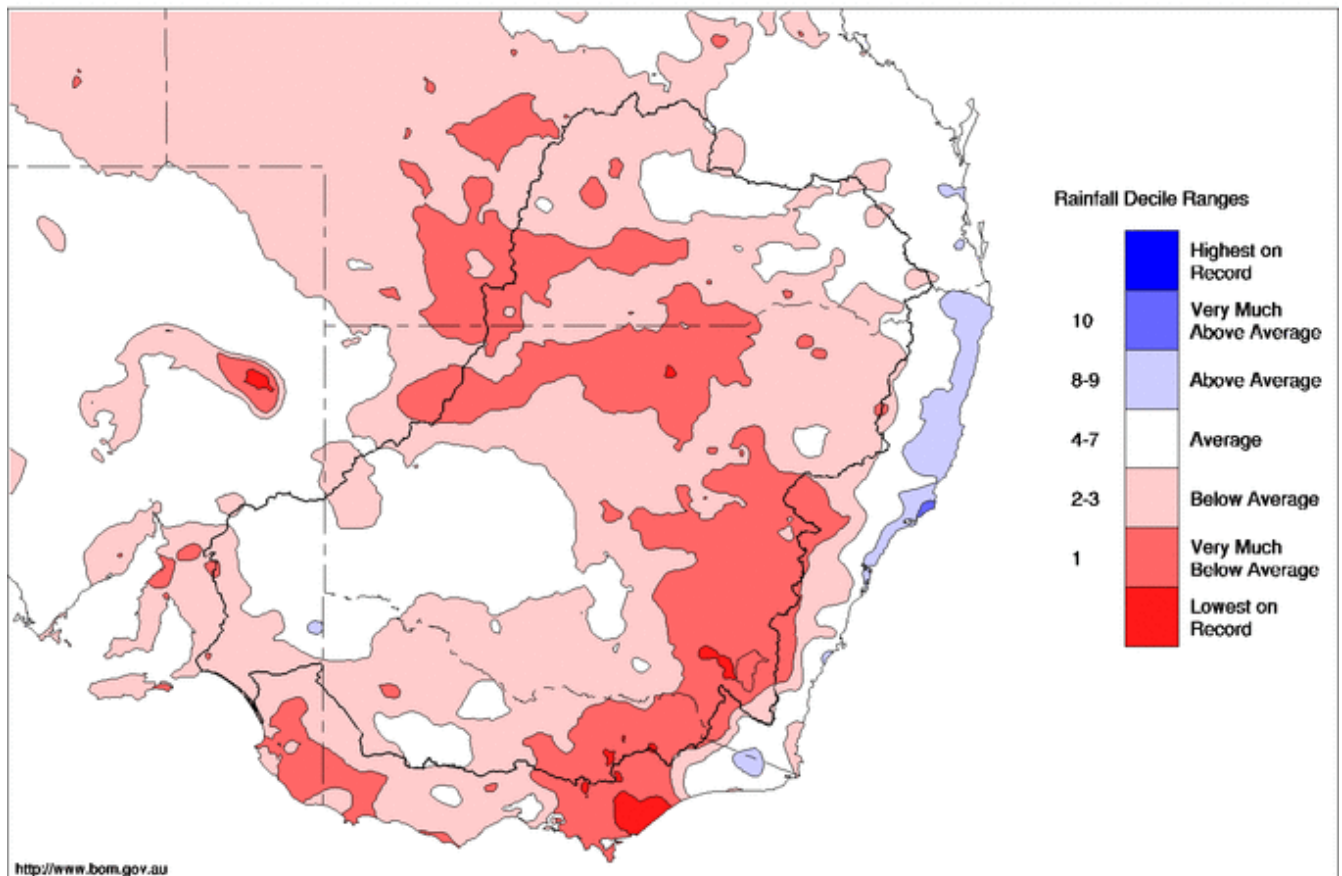 Rainfall Decile Ranges
Highest on
Record
10
Very Much
Above Average
8-9
Above Average
4-7
Average
2-3
Below Average
1
Very Much
Below Average
Lowest on
Record
http://www.bom.gov.au